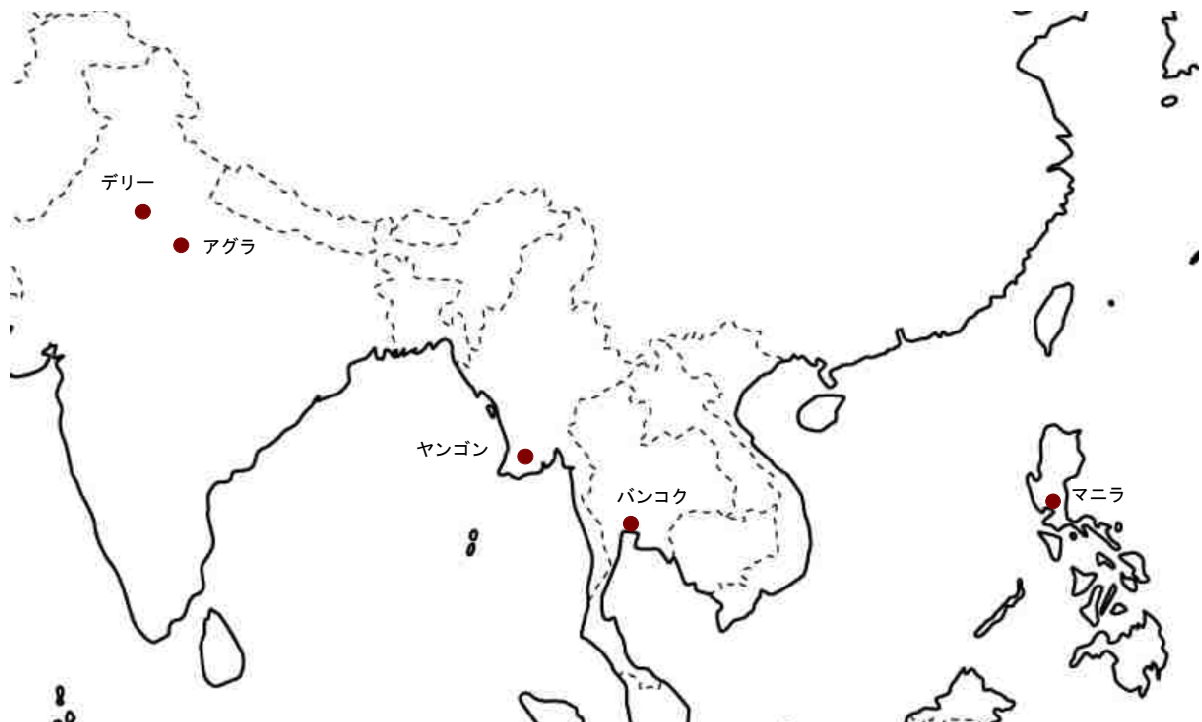 デリー
アグラ
ヤンゴン
バンコク
マニラ